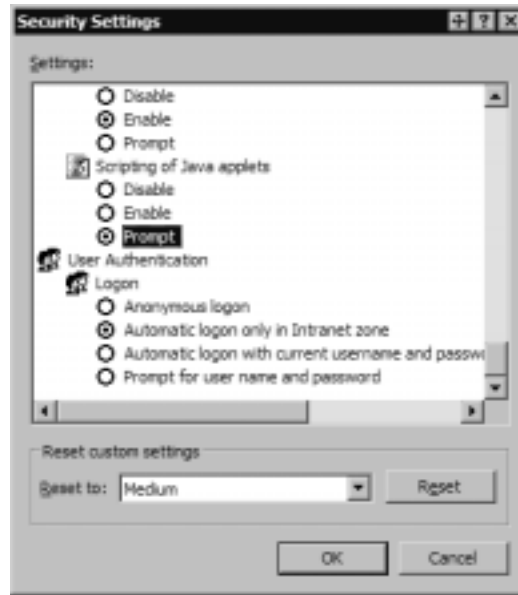 Security Settings
Settings:
Disable
Enable
Prompt
Scripting of Java applets
Disable
Enable
Prompt
User Authentication
Logon
Anonymous logon
Automatic logon only in Intranet zone
Automatic logon with current username and passwo
Prompt for user name and password
Reset custom settings
Reset to: Medium Reset
OK Cancel